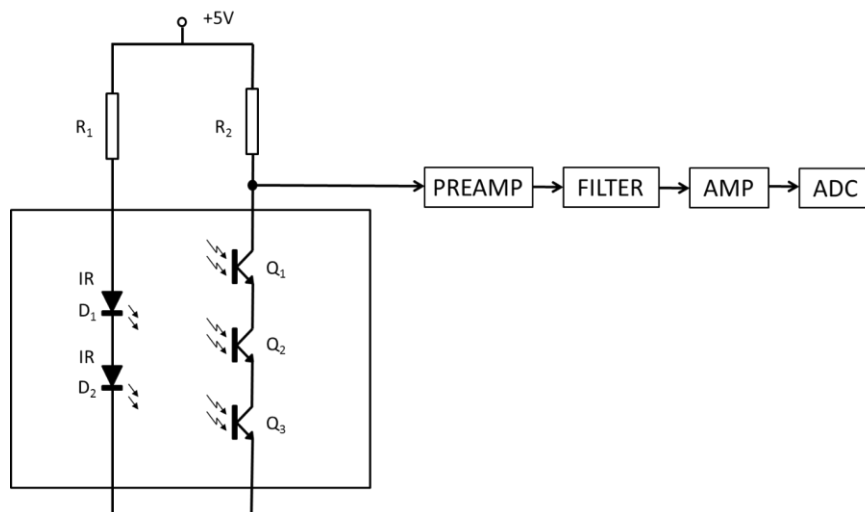 +5V
R1
R2
PREAMP
FILTER
AMP
ADC
IR
D1
IR
D2
Q1
Q2
Q3